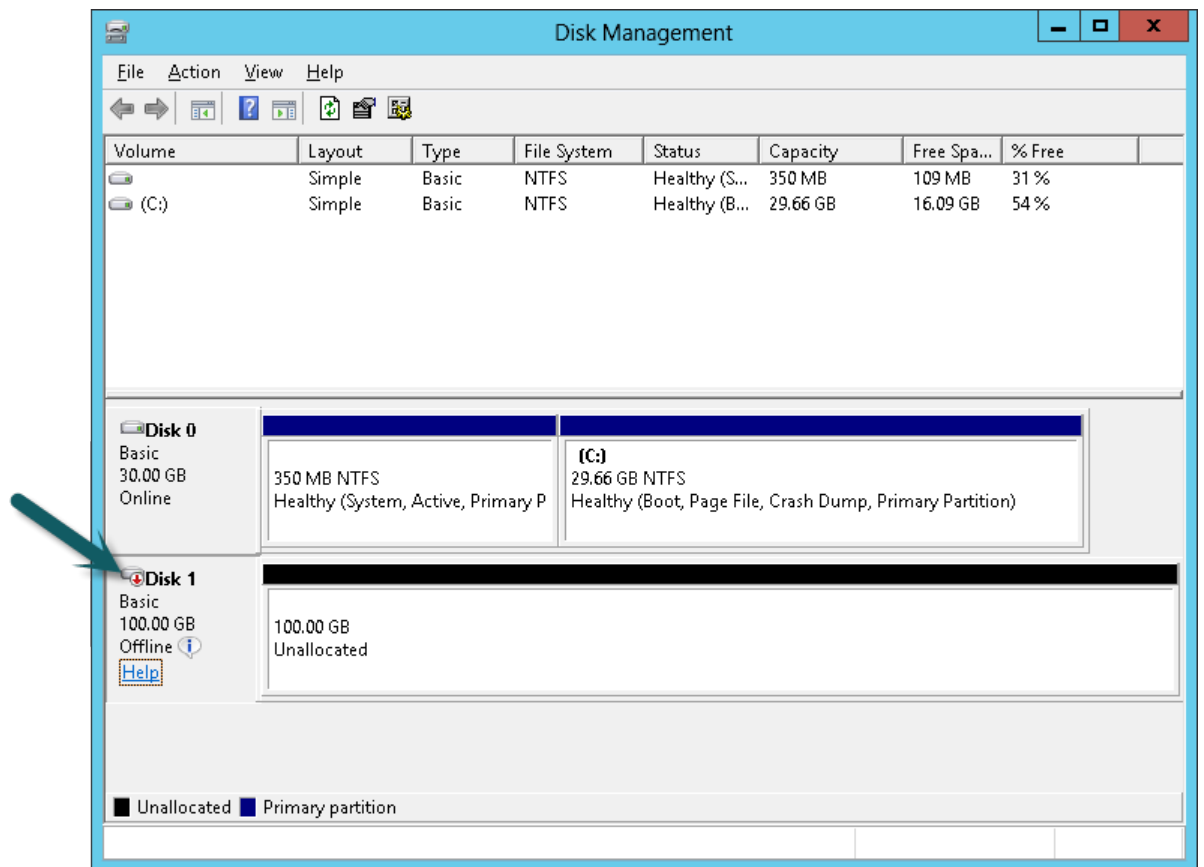 Disk Management
File Action View Help
Volume Layout Type File System Status Capacity Free Spa... % Free
Simple Basic NTFS Healthy (S... 350 MB 109 MB 31 %
(C:) Simple Basic NTFS Healthy (B... 29.66 GB 16.09 GB 54 %
Disk 0
Basic
30.00 GB
Online
350 MB NTFS
Healthy (System, Active, Primary P
(C:)
29.66 GB NTFS
Healthy (Boot, Page File, Crash Dump, Primary Partition)
Disk 1
Basic
100.00 GB
Offline
Help
100.00 GB
Unallocated
Unallocated Primary partition